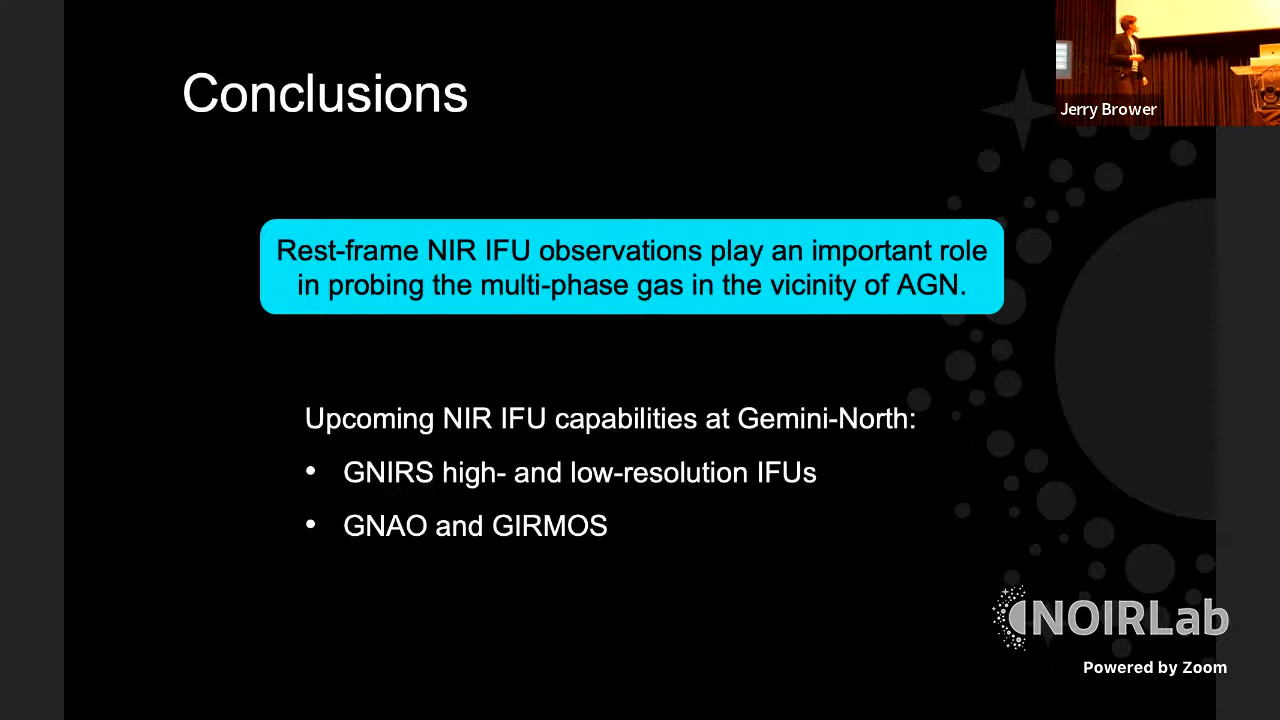 Conclusions
Jerry Brower
Rest-frame NIR IFU observations play an important role
in probing the multi-phase gas in the vicinity of AGN.
Upcoming NIR IFU capabilities at Gemini-North:
• GNIRS high- and low-resolution IFUs
• GNAO and GIRMOS
NOIRLab
Powered by Zoom